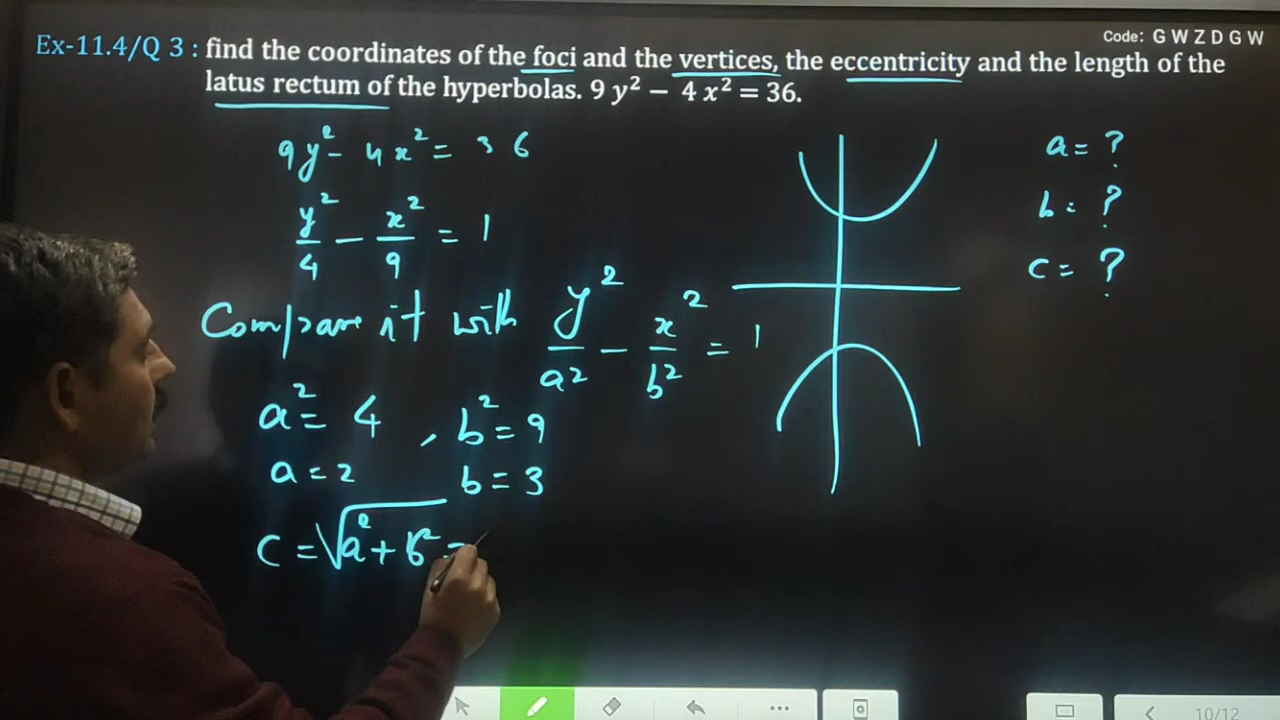 Code: G W Z D G W
Ex-11.4/Q 3 : find the coordinates of the foci and the vertices, the eccentricity and the length of the
latus rectum of the hyperbolas. 9 y² − 4 x² = 36.
9y² - 4x² = 36
y²/4 - x²/9 = 1
Compare it with y²/a² - x²/b² = 1
a² = 4 , b² = 9
a = 2 b = 3
c = √a² + b² =
a = ?
b = ?
c = ?
10/12